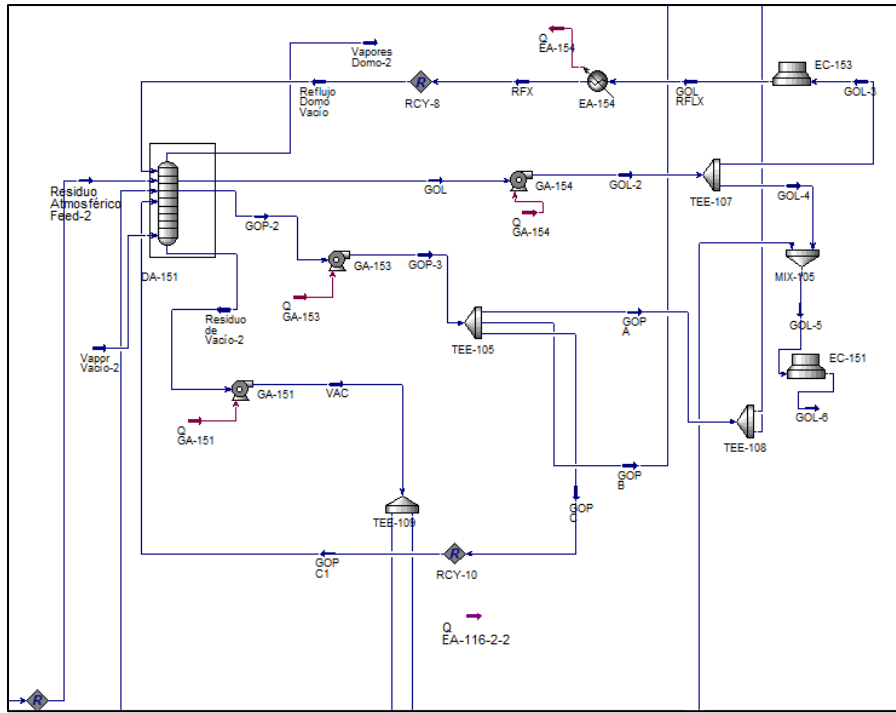 Q
EA-154
Vapores
Domo-2
EC-153
Reflujo
Domo
Vacío
RCY-8
RFX
EA-154
GOL
RFLX
GOL-3
Residuo
Atmosférico
Feed-2
GOL
GA-154
GOL-2
TEE-107
GOL-4
Q
GA-154
GOP-2
GA-153
GOP-3
MIX-105
DA-151
Q
GA-153
Residuo
de
Vacío-2
TEE-105
GOP
A
GOL-5
Vappr
Vacio-2
EC-151
GA-151
VAC
GOL-6
Q
GA-151
TEE-108
GOP
B
GOP
C
TEE-109
GOP
C1
RCY-10
Q
EA-116-2-2
R
R
R